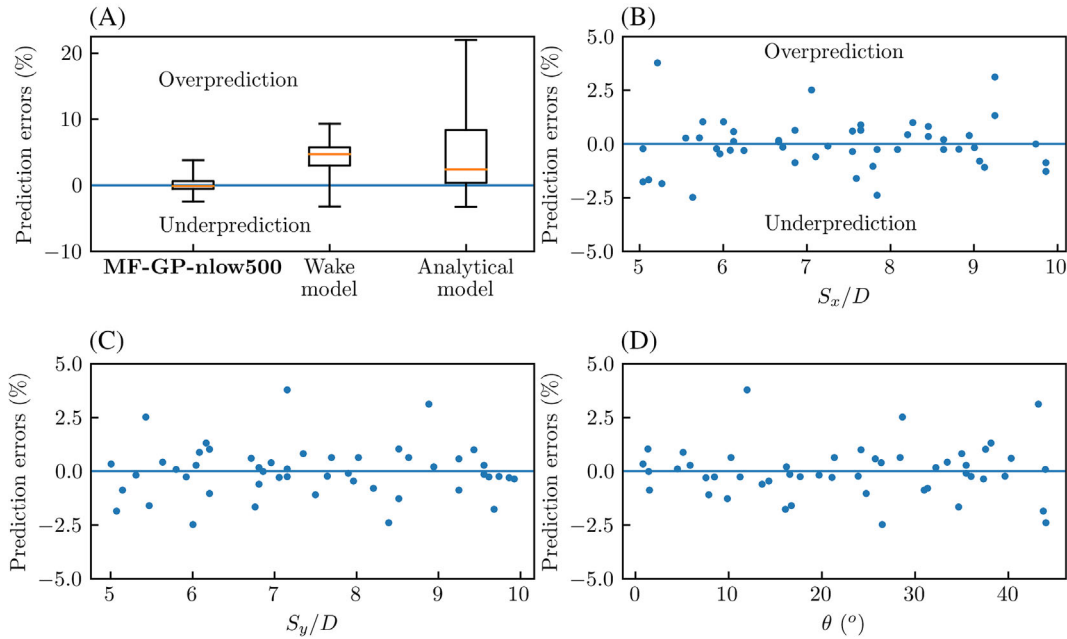 (A)
Prediction errors (%)
20
10
0
−10
Overprediction
Underprediction
MF-GP-nlow500
Wake
model
Analytical
model
(B)
Prediction errors (%)
5.0
2.5
0.0
−2.5
−5.0
Overprediction
Underprediction
5 6 7 8 9 10
Sx/D
(C)
Prediction errors (%)
5.0
2.5
0.0
−2.5
−5.0
5 6 7 8 9 10
Sy/D
(D)
Prediction errors (%)
5.0
2.5
0.0
−2.5
−5.0
0 10 20 30 40
θ (°)